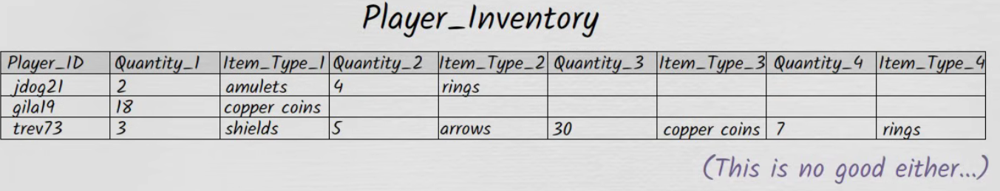 Player_Inventory
Player_ID Quantity_1 Item_Type_1 Quantity_2 Item_Type_2 Quantity_3 Item_Type_3 Quantity_4 Item_Type_4
jdog21 2 amulets 4 rings
gila19 18 copper coins
trev73 3 shields 5 arrows 30 copper coins 7 rings
(This is no good either...)